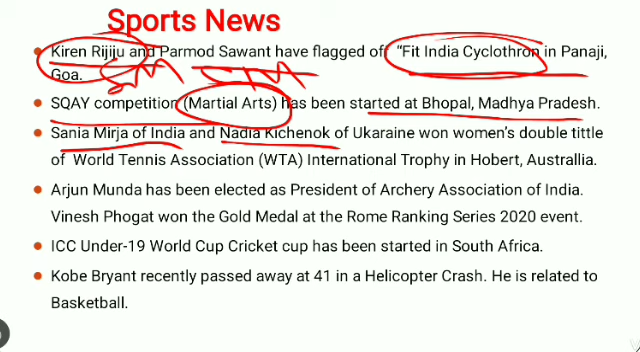 Sports News
Kiren Rijiju and Parmod Sawant have flagged of "Fit India Cyclothron in Panaji,
Goa.
SQAY competition (Martial Arts) has been started at Bhopal, Madhya Pradesh.
Sania Mirja of India and Nadia Kichenok of Ukaraine won women's double tittle
of World Tennis Association (WTA) International Trophy in Hobert, Australlia.
Arjun Munda has been elected as President of Archery Association of India.
Vinesh Phogat won the Gold Medal at the Rome Ranking Series 2020 event.
ICC Under-19 World Cup Cricket cup has been started in South Africa.
Kobe Bryant recently passed away at 41 in a Helicopter Crash. He is related to
Basketball.